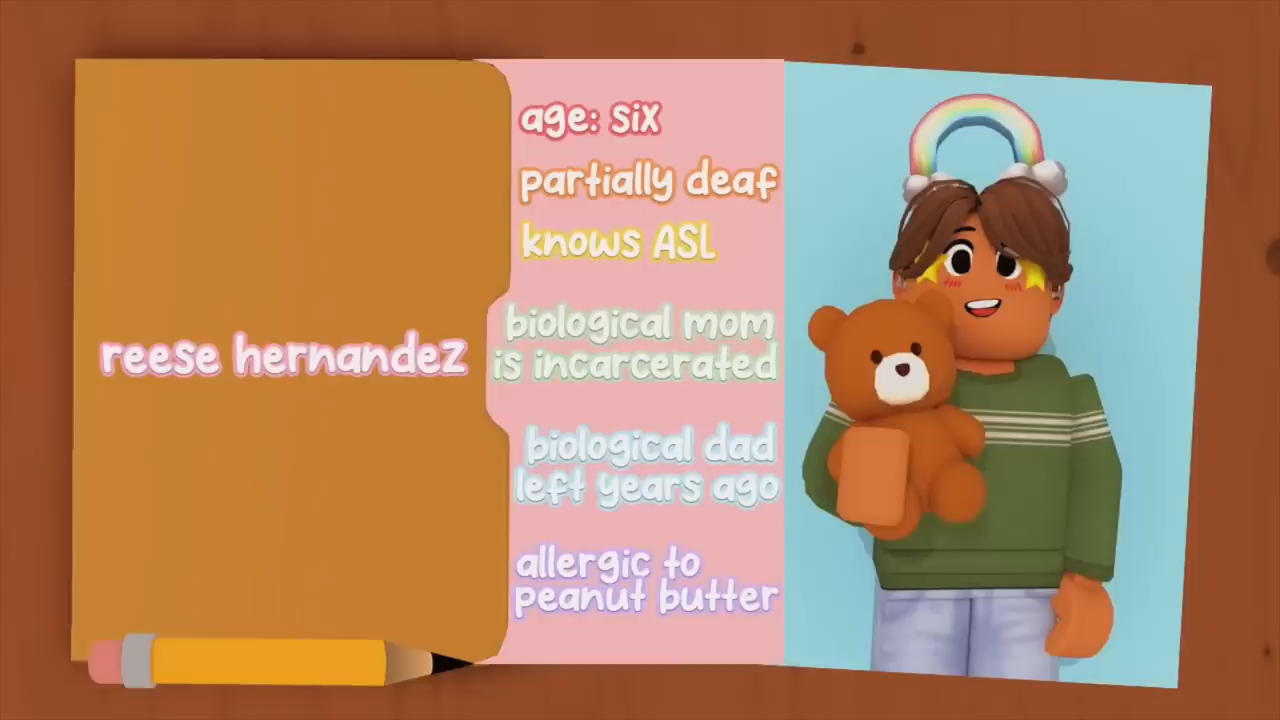 reese hernandez
age: six
partially deaf
knows ASL
biological mom
is incarcerated
biological dad
left years ago
allergic to
peanut butter